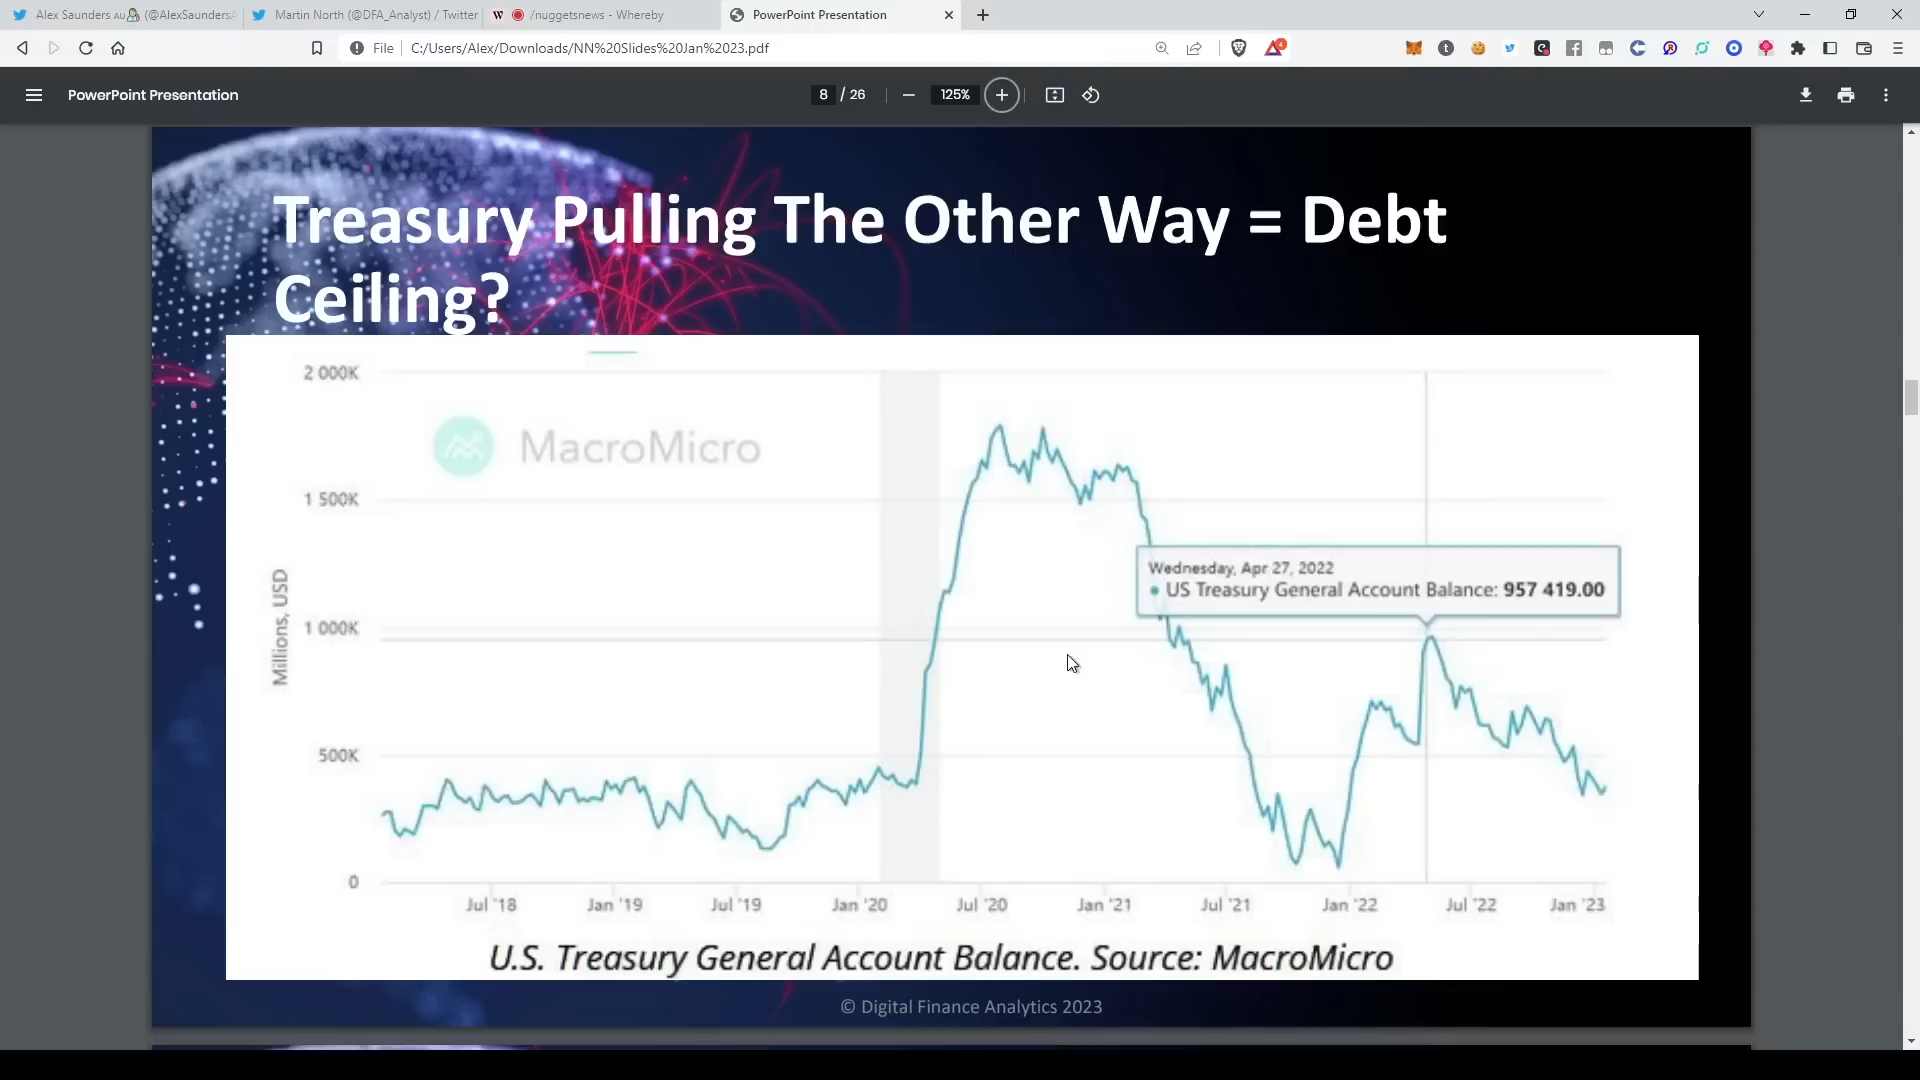 Alex Saunders AU (@AlexSaundersA
Martin North (@DFA_Analyst) / Twitter
/nuggetsnews - Whereby
PowerPoint Presentation
File
C:/Users/Alex/Downloads/NN%20Slides%20Jan%2023.pdf
4
PowerPoint Presentation
8 / 26
125%
Treasury Pulling The Other Way = Debt
Ceiling?
2 000K
MacroMicro
1 500K
Wednesday, Apr 27, 2022
US Treasury General Account Balance: 957 419.00
1 000K
Millions, USD
500K
0
Jul '18
Jan '19
Jul '19
Jan '20
Jul '20
Jan '21
Jul '21
Jan '22
Jul '22
Jan '23
U.S. Treasury General Account Balance. Source: MacroMicro
© Digital Finance Analytics 2023